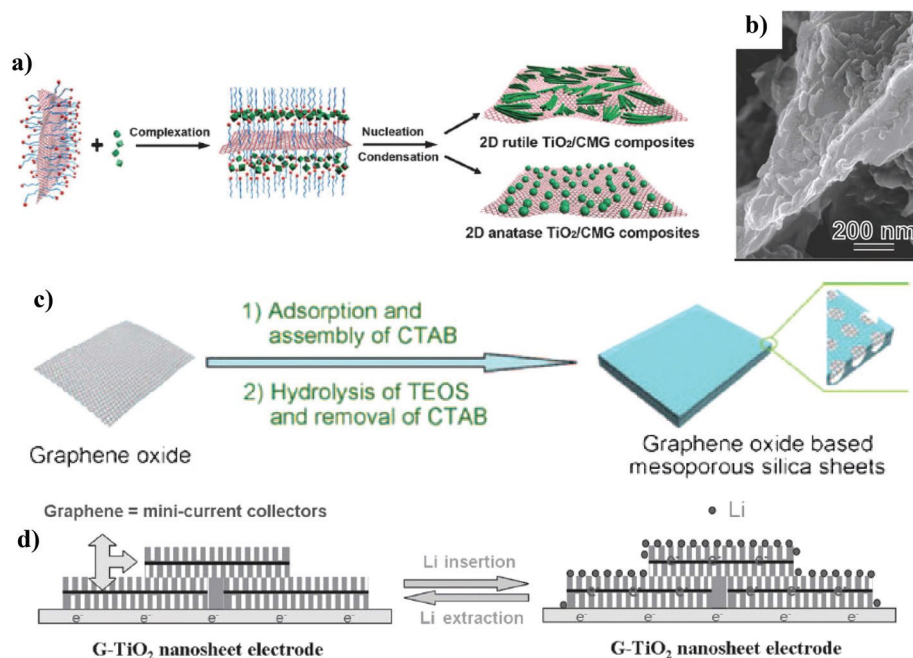 a)
Complexation
Nucleation
Condensation
2D rutile TiO₂/CMG composites
2D anatase TiO₂/CMG composites
b)
200 nm
c)
1) Adsorption and
assembly of CTAB
2) Hydrolysis of TEOS
and removal of CTAB
Graphene oxide
Graphene oxide based
mesoporous silica sheets
Graphene = mini-current collectors
Li
d)
Li insertion
Li extraction
e⁻ e⁻ e⁻ e⁻ e⁻
e⁻ e⁻ e⁻ e⁻ e⁻
G-TiO₂ nanosheet electrode
G-TiO₂ nanosheet electrode